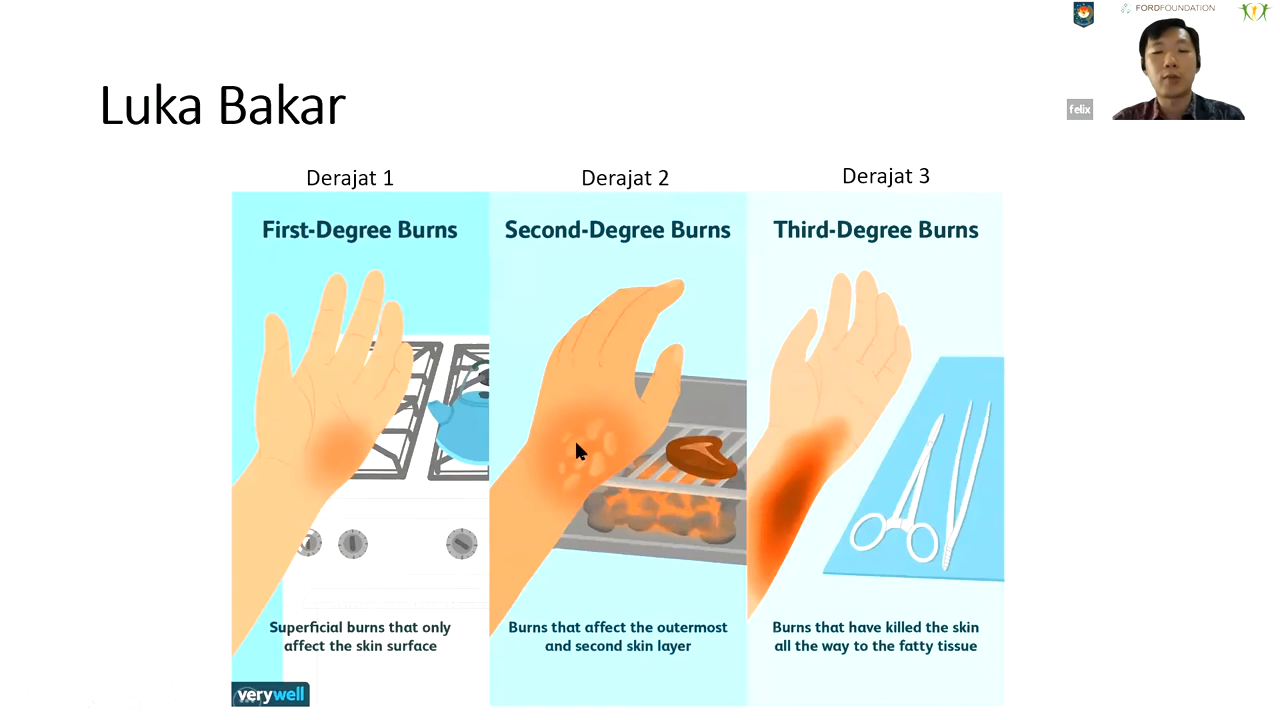 FORDFOUNDATION
felix
Luka Bakar
Derajat 1
Derajat 2
Derajat 3
First-Degree Burns
Second-Degree Burns
Third-Degree Burns
Superficial burns that only
affect the skin surface
Burns that affect the outermost
and second skin layer
Burns that have killed the skin
all the way to the fatty tissue
verywell